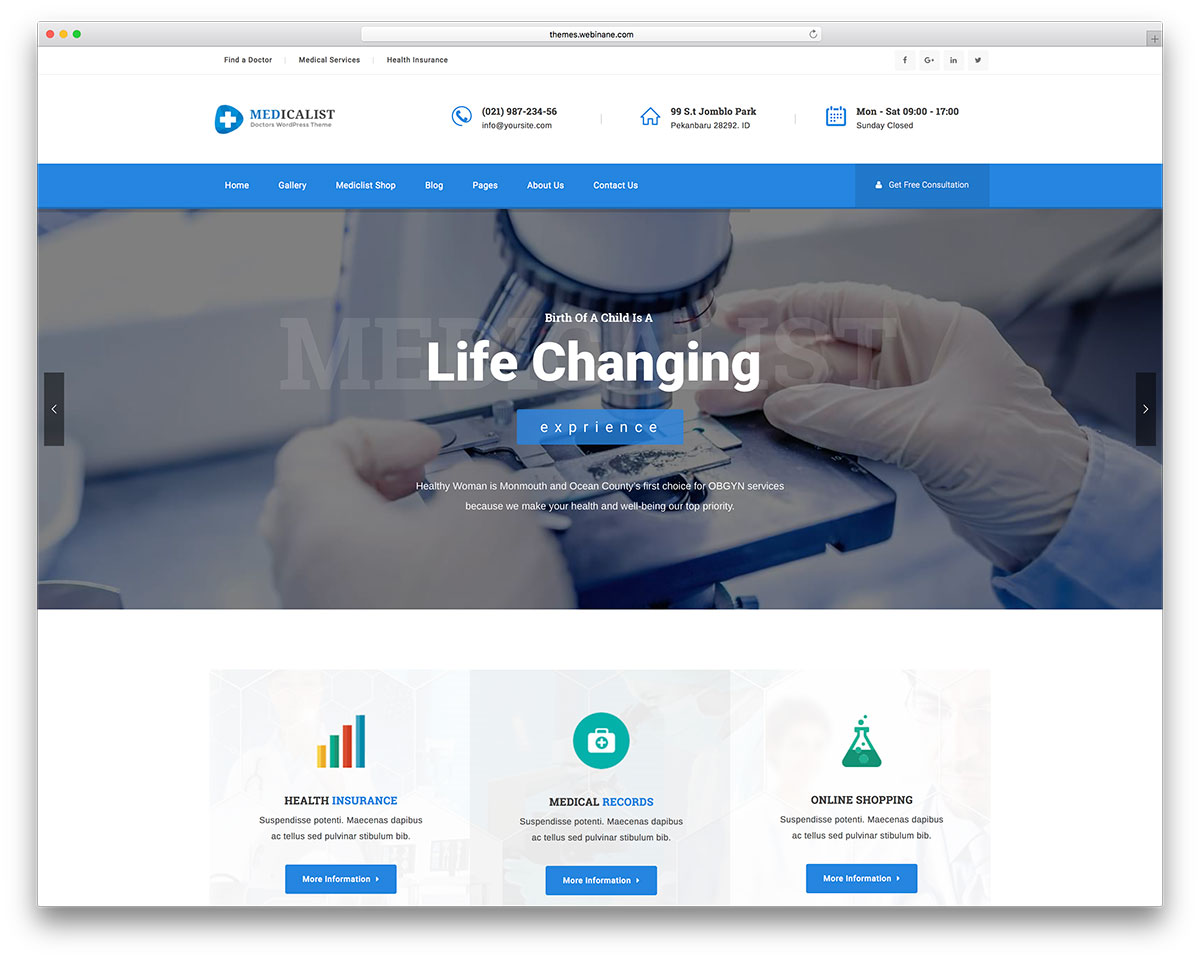 themes.webinane.com
Find a Doctor
Medical Services
Health Insurance
f G+ in
MEDICALIST
Doctors WordPress Theme
(021) 987-234-56
info@yoursite.com
99 S.t Jomblo Park
Pekanbaru 28292. ID
Mon - Sat 09:00 - 17:00
Sunday Closed
Home Gallery Mediclist Shop Blog Pages About Us Contact Us
Get Free Consultation
MEDICALIST
Birth Of A Child Is A
Life Changing
exprience
Healthy Woman is Monmouth and Ocean County's first choice for OBGYN services
because we make your health and well-being our top priority.
HEALTH INSURANCE
Suspendisse potenti. Maecenas dapibus
ac tellus sed pulvinar stibulum bib.
More Information
MEDICAL RECORDS
Suspendisse potenti. Maecenas dapibus
ac tellus sed pulvinar stibulum bib.
More Information
ONLINE SHOPPING
Suspendisse potenti. Maecenas dapibus
ac tellus sed pulvinar stibulum bib.
More Information